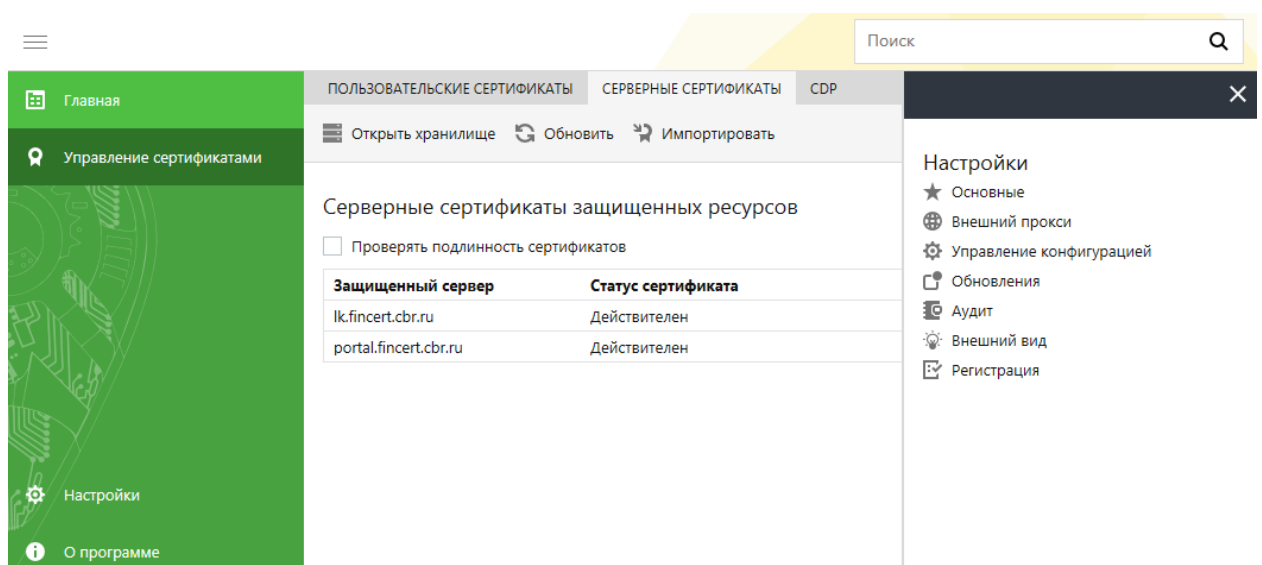 Поиск
Главная
Управление сертификатами
Настройки
О программе
ПОЛЬЗОВАТЕЛЬСКИЕ СЕРТИФИКАТЫ СЕРВЕРНЫЕ СЕРТИФИКАТЫ CDP
Открыть хранилище Обновить Импортировать
Серверные сертификаты защищенных ресурсов
Проверять подлинность сертификатов
Защищенный сервер Статус сертификата
lk.fincert.cbr.ru Действителен
portal.fincert.cbr.ru Действителен
Настройки
Основные
Внешний прокси
Управление конфигурацией
Обновления
Аудит
Внешний вид
Регистрация